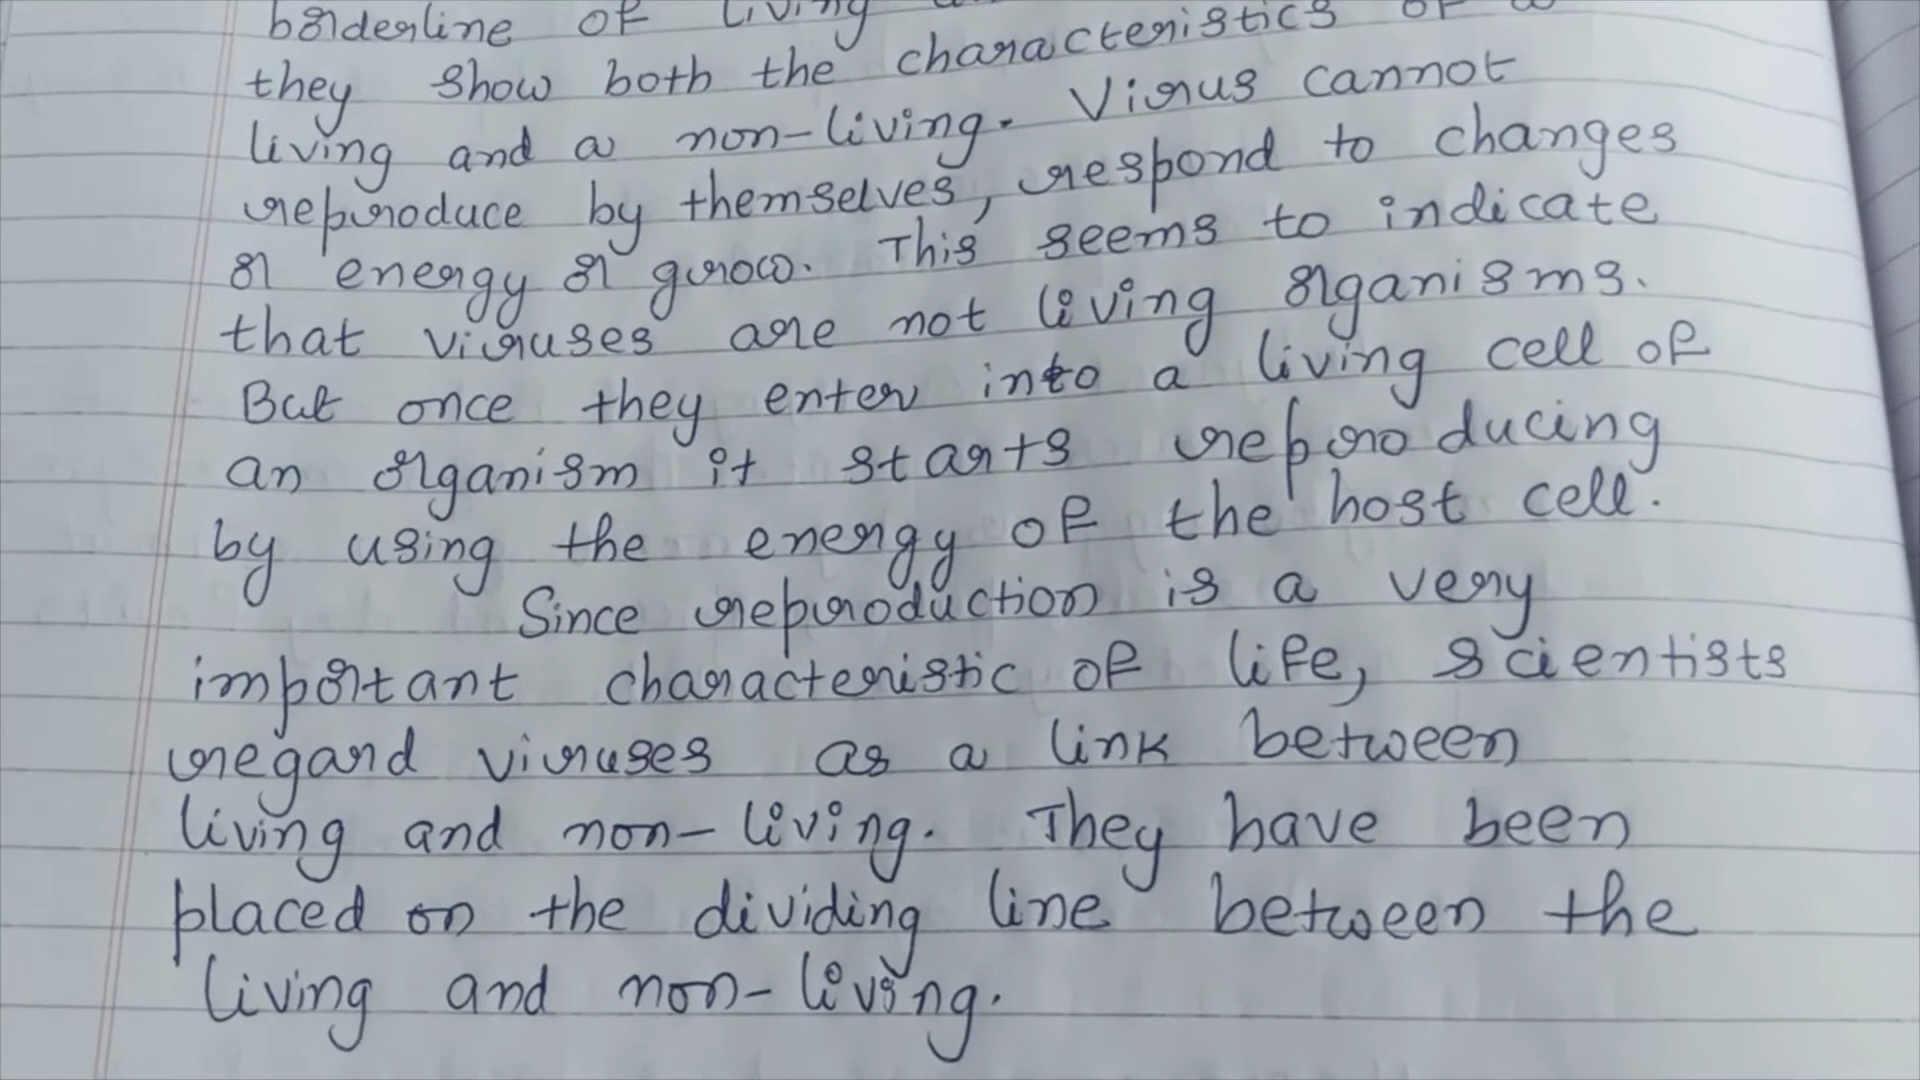 borderline of living
they show both the characteristics of a
living and a non-living. Virus cannot
reproduce by themselves, respond to changes
or energy or grow. This seems to indicate
that viruses are not living organisms.
But once they enter into a living cell of
an organism it starts reproducing
by using the energy of the host cell.
Since reproduction is a very
important characteristic of life, scientists
regard viruses as a link between
living and non-living. They have been
placed on the dividing line between the
living and non-living.